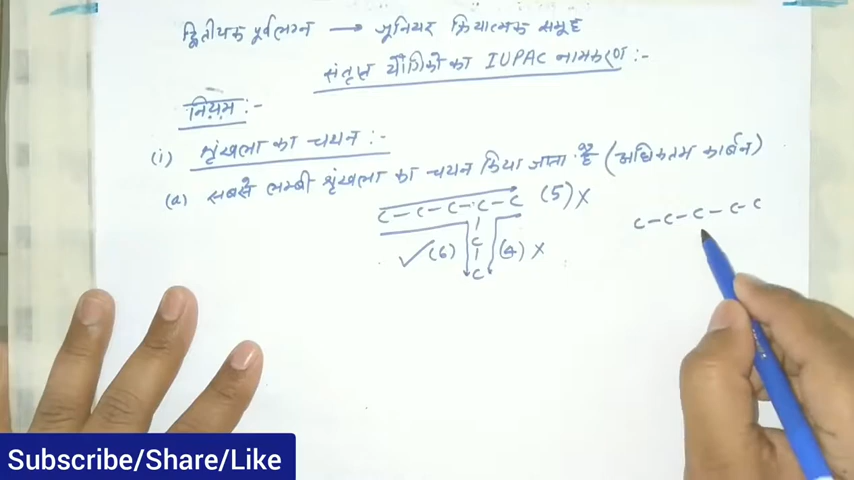 द्वितीयक पूर्वलग्न → जूनियर क्रियात्मक समूह
संतृप्त यौगिकों का IUPAC नामकरण :-
नियम :-
(i) श्रृंखला का चयन :-
(a) सबसे लम्बी श्रृंखला का चयन किया जाता है (अधिकतम कार्बन)
C-C-C-C-C (5) X
C
✓(6) (4) X
C
C-C-C-C-C
Subscribe/Share/Like